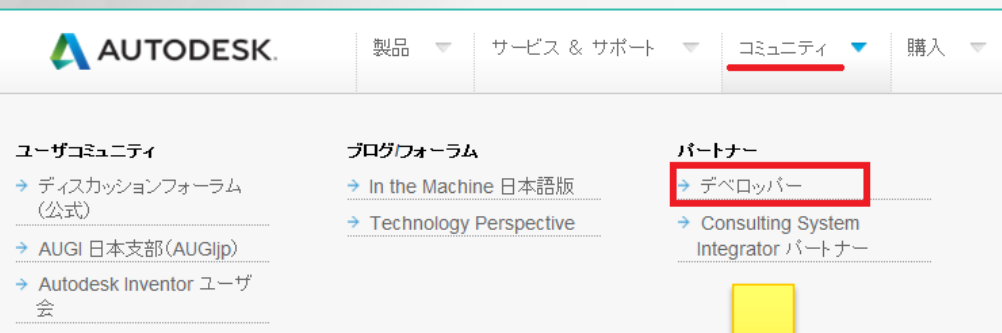 AUTODESK.
製品
サービス & サポート
コミュニティ
購入
ユーザコミュニティ
ディスカッションフォーラム
(公式)
AUGI 日本支部(AUGIjp)
Autodesk Inventor ユーザ
会
ブログ/フォーラム
In the Machine 日本語版
Technology Perspective
パートナー
デベロッパー
Consulting System
Integrator パートナー